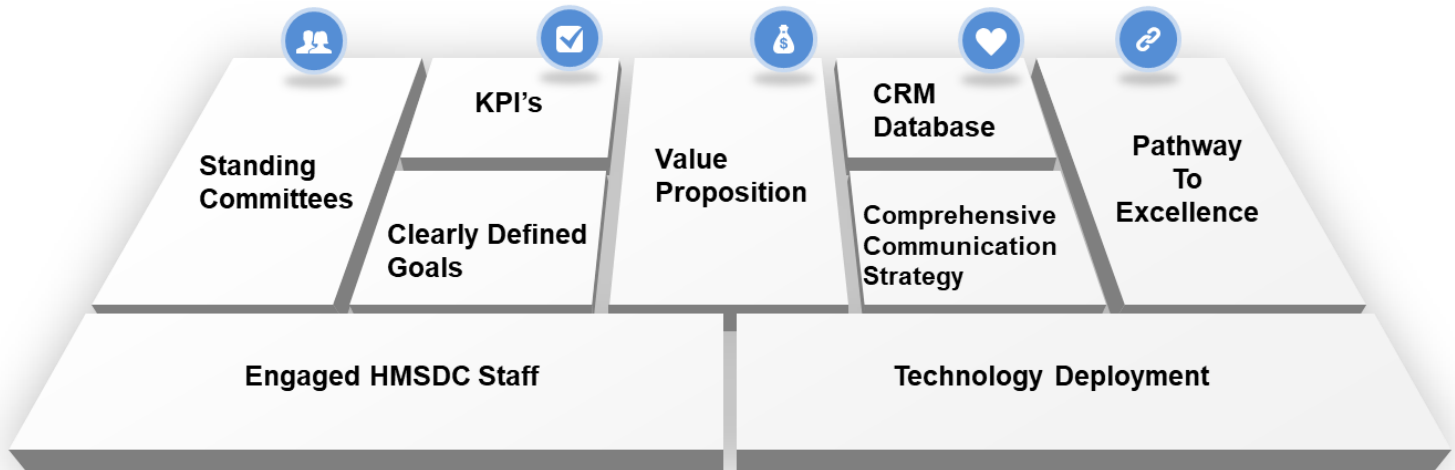 Standing
Committees
KPI’s
Clearly Defined
Goals
$
Value
Proposition
CRM
Database
Comprehensive
Communication
Strategy
Pathway
To
Excellence
Engaged HMSDC Staff
Technology Deployment